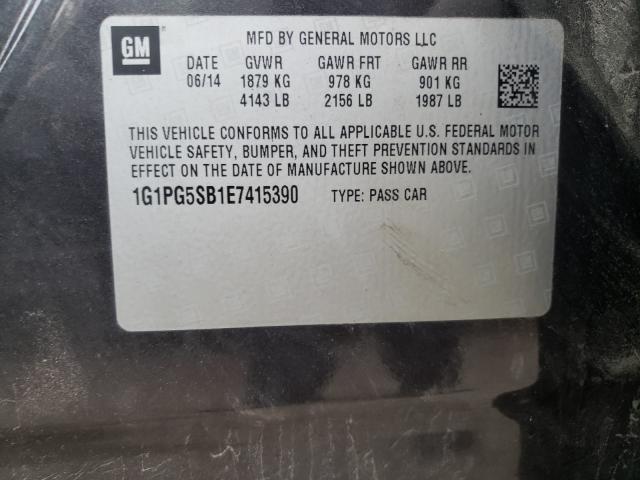 GM
MFD BY GENERAL MOTORS LLC
DATE GVWR GAWR FRT GAWR RR
06/14 1879 KG 978 KG 901 KG
4143 LB 2156 LB 1987 LB
THIS VEHICLE CONFORMS TO ALL APPLICABLE U.S. FEDERAL MOTOR
VEHICLE SAFETY, BUMPER, AND THEFT PREVENTION STANDARDS IN
EFFECT ON THE DATE OF MANUFACTURE SHOWN ABOVE.
1G1PG5SB1E7415390 TYPE: PASS CAR